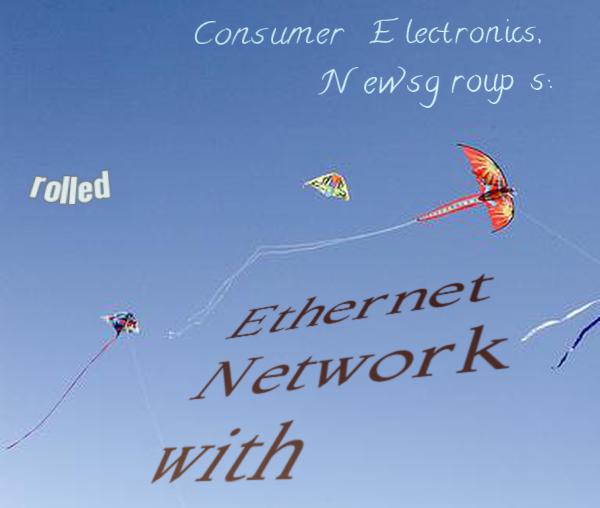 Consumer Electronics,
Newsgroups:
rolled
Ethernet
Network
with